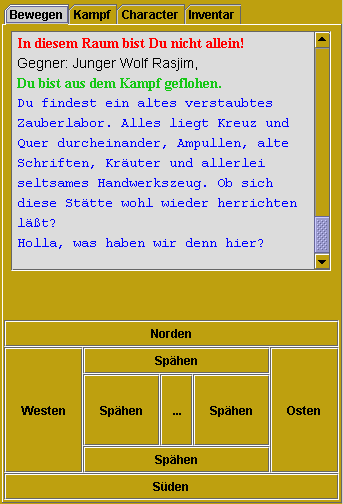 Bewegen Kampf Character Inventar
In diesem Raum bist Du nicht allein!
Gegner: Junger Wolf Rasjim,
Du bist aus dem Kampf geflohen.
Du findest ein altes verstaubtes
Zauberlabor. Alles liegt Kreuz und
Quer durcheinander, Ampullen, alte
Schriften, Kräuter und allerlei
seltsames Handwerkszeug. Ob sich
diese Stätte wohl wieder herrichten
läßt?
Holla, was haben wir denn hier?
Norden
Spähen
Westen Spähen ... Spähen Osten
Spähen
Süden